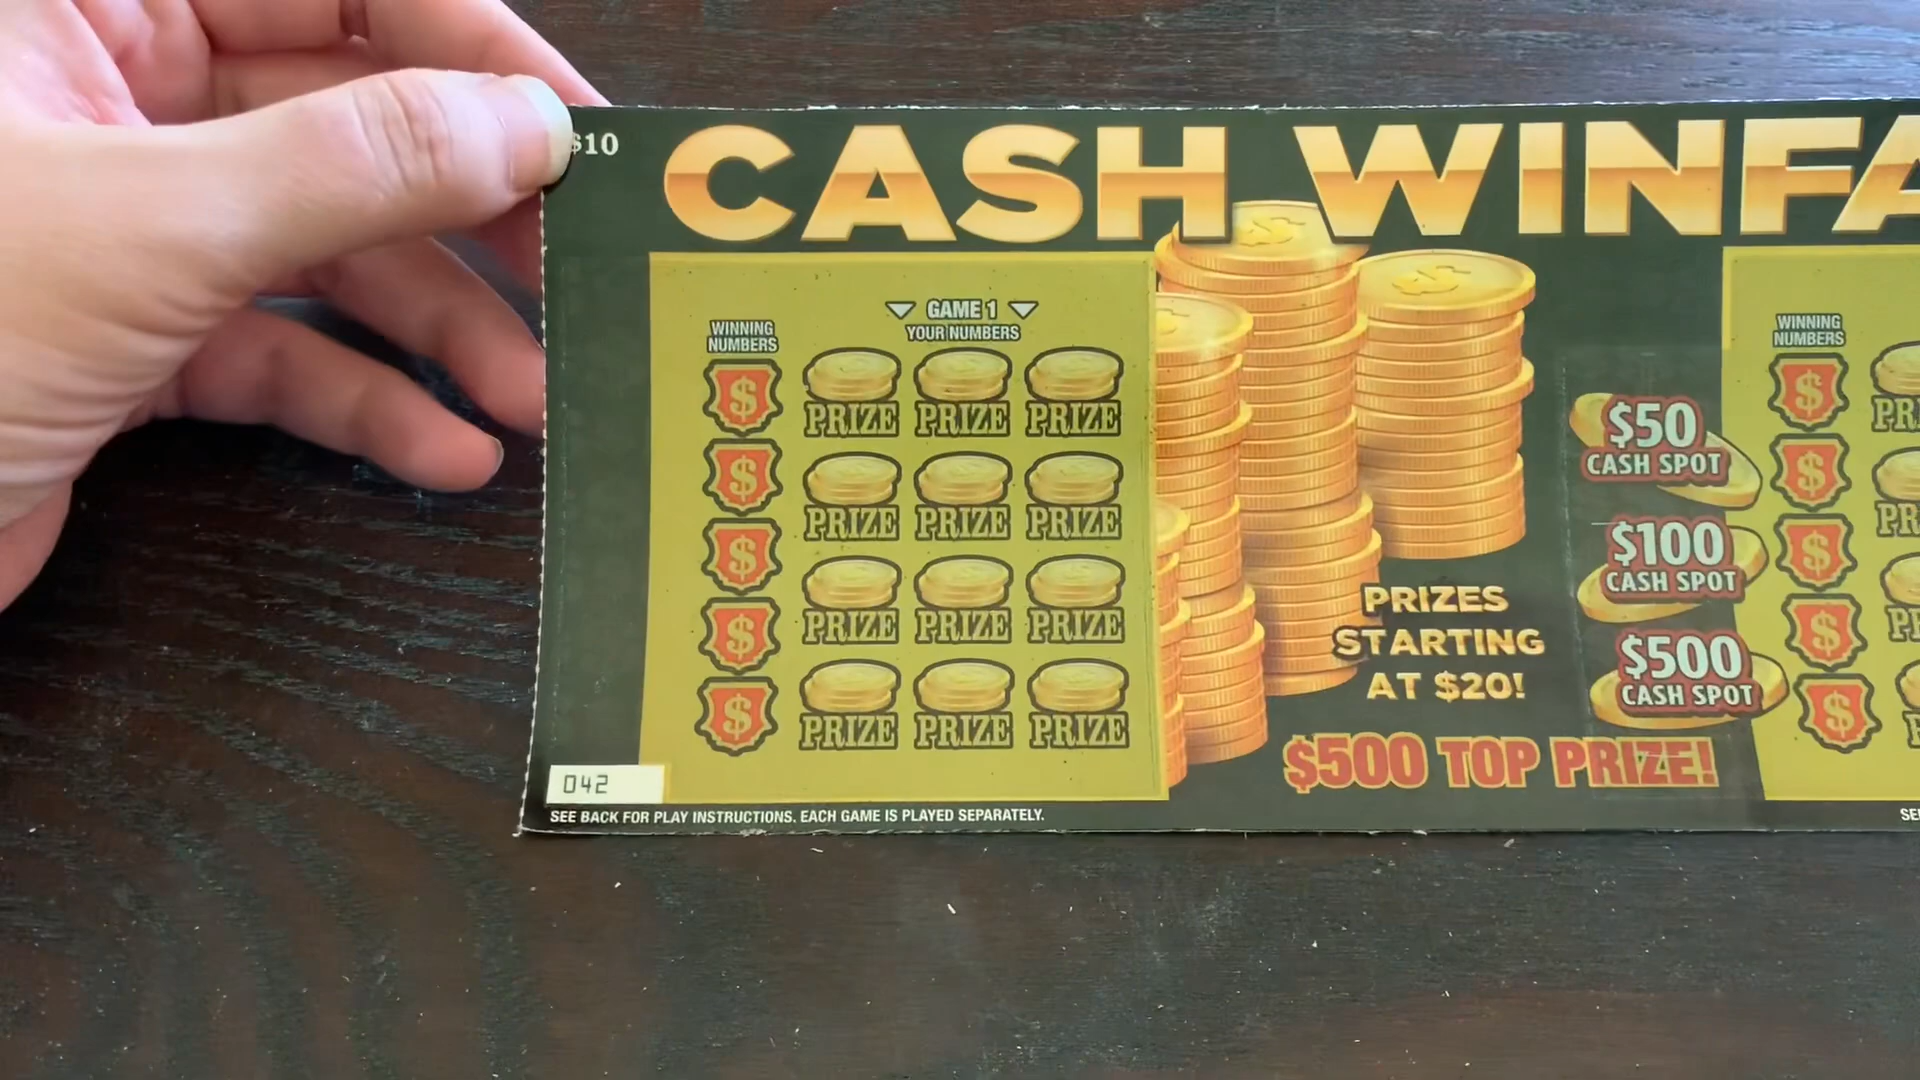 $10
CASH WINFA
GAME 1
YOUR NUMBERS
WINNING
NUMBERS
$
$
$
$
$
PRIZE PRIZE PRIZE
PRIZE PRIZE PRIZE
PRIZE PRIZE PRIZE
PRIZE PRIZE PRIZE
042
SEE BACK FOR PLAY INSTRUCTIONS. EACH GAME IS PLAYED SEPARATELY.
PRIZES
STARTING
AT $20!
$500 TOP PRIZE!
$50
CASH SPOT
$100
CASH SPOT
$500
CASH SPOT
WINNING
NUMBERS
$
$
$
$
$